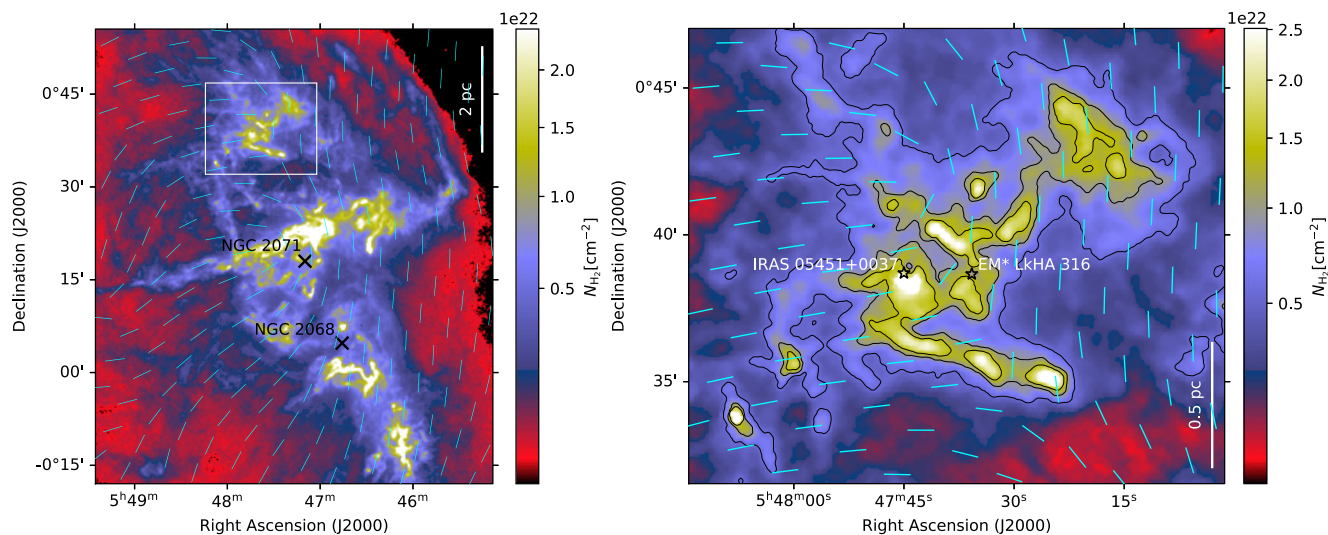 1e22
2 pc
NGC 2071
NGC 2068
0°45'
30'
15'
00'
-0°15'
Declination (J2000)
5ʰ49ᵐ 48ᵐ 47ᵐ 46ᵐ
Right Ascension (J2000)
2.0
1.5
1.0
0.5
N_H₂[cm⁻²]
1e22
IRAS 05451+0037 EM* LkHA 316
0.5 pc
0°45'
40'
35'
Declination (J2000)
5ʰ48ᵐ00ˢ 47ᵐ45ˢ 30ˢ 15ˢ
Right Ascension (J2000)
2.5
2.0
1.5
1.0
0.5
N_H₂[cm⁻²]